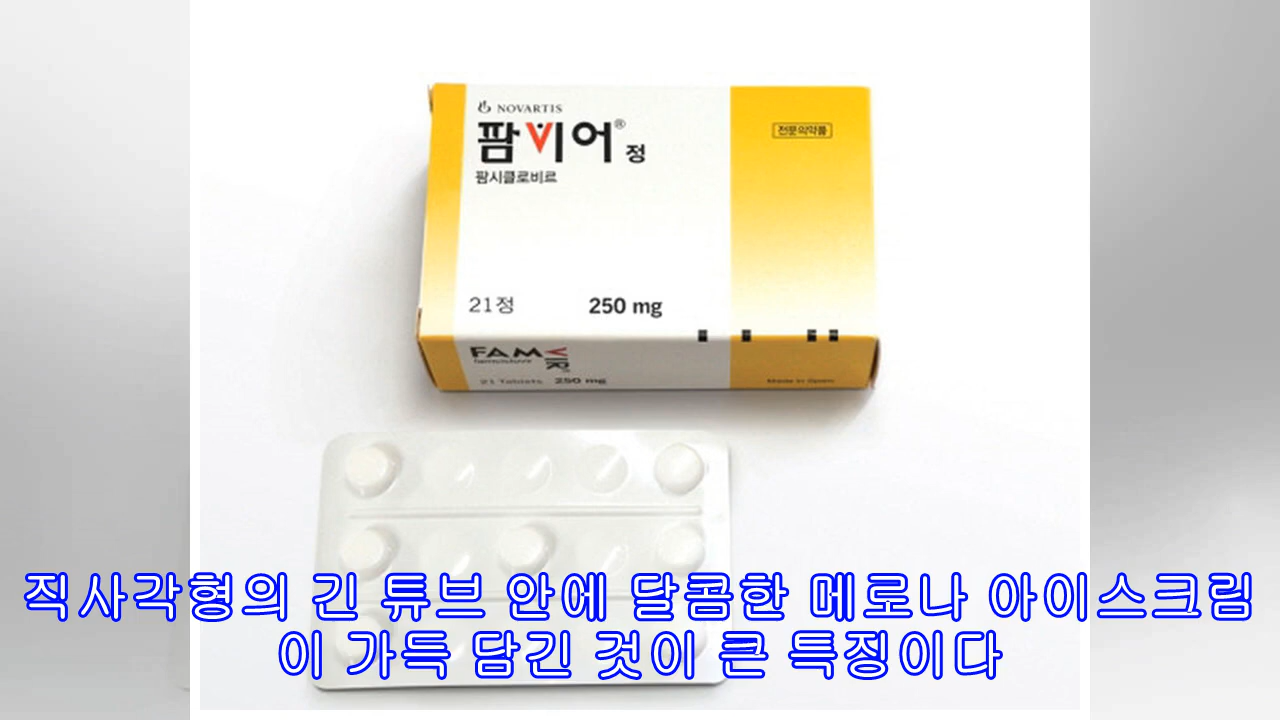 NOVARTIS
팜비어® 정
전문의약품
팜시클로비르
21정 250 mg
FAMVIR
famciclovir
21 Tablets 250 mg
Made in Spain
직사각형의 긴 튜브 안에 달콤한 메로나 아이스크림
이 가득 담긴 것이 큰 특징이다